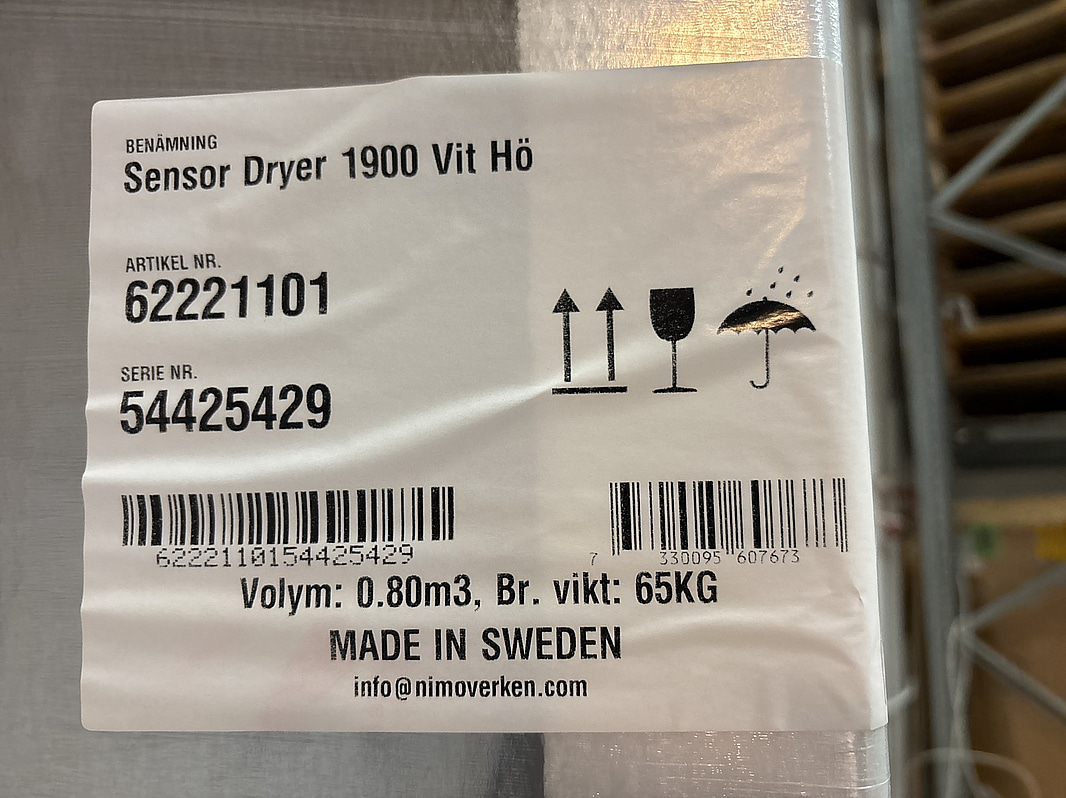 BENÄMNING
Sensor Dryer 1900 Vit Hö
ARTIKEL NR.
62221101
SERIE NR.
54425429
6222110154425429
7 330095 607673
Volym: 0.80m3, Br. vikt: 65KG
MADE IN SWEDEN
info@nimoverken.com